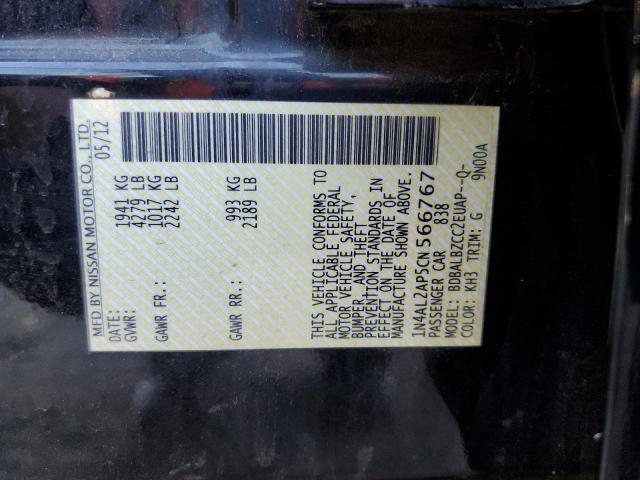 MFD BY NISSAN MOTOR CO., LTD.
DATE: 05/12
GVWR: 1941 KG
4279 LB
GAWR FR.: 1017 KG
2242 LB
GAWR RR.: 993 KG
2189 LB
THIS VEHICLE CONFORMS TO
ALL APPLICABLE FEDERAL
MOTOR VEHICLE SAFETY,
BUMPER, AND THEFT
PREVENTION STANDARDS IN
EFFECT ON THE DATE OF
MANUFACTURE SHOWN ABOVE.
1N4AL2AP5CN566767
PASSENGER CAR 838
MODEL: BDBALBZCC2EUAP--Q-
COLOR: KH3 TRIM: G 9N00A